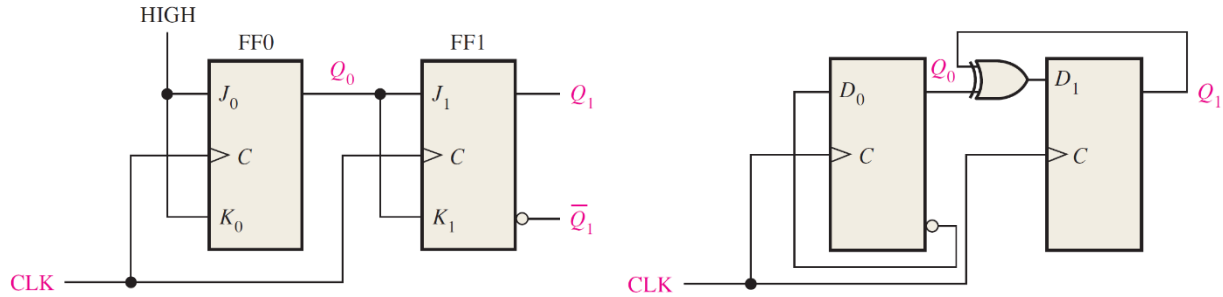 HIGH
FF0
FF1
J₀
C
K₀
Q₀
J₁
C
K₁
Q₁
Q̅₁
CLK
D₀
C
Q₀
D₁
C
Q₁
CLK